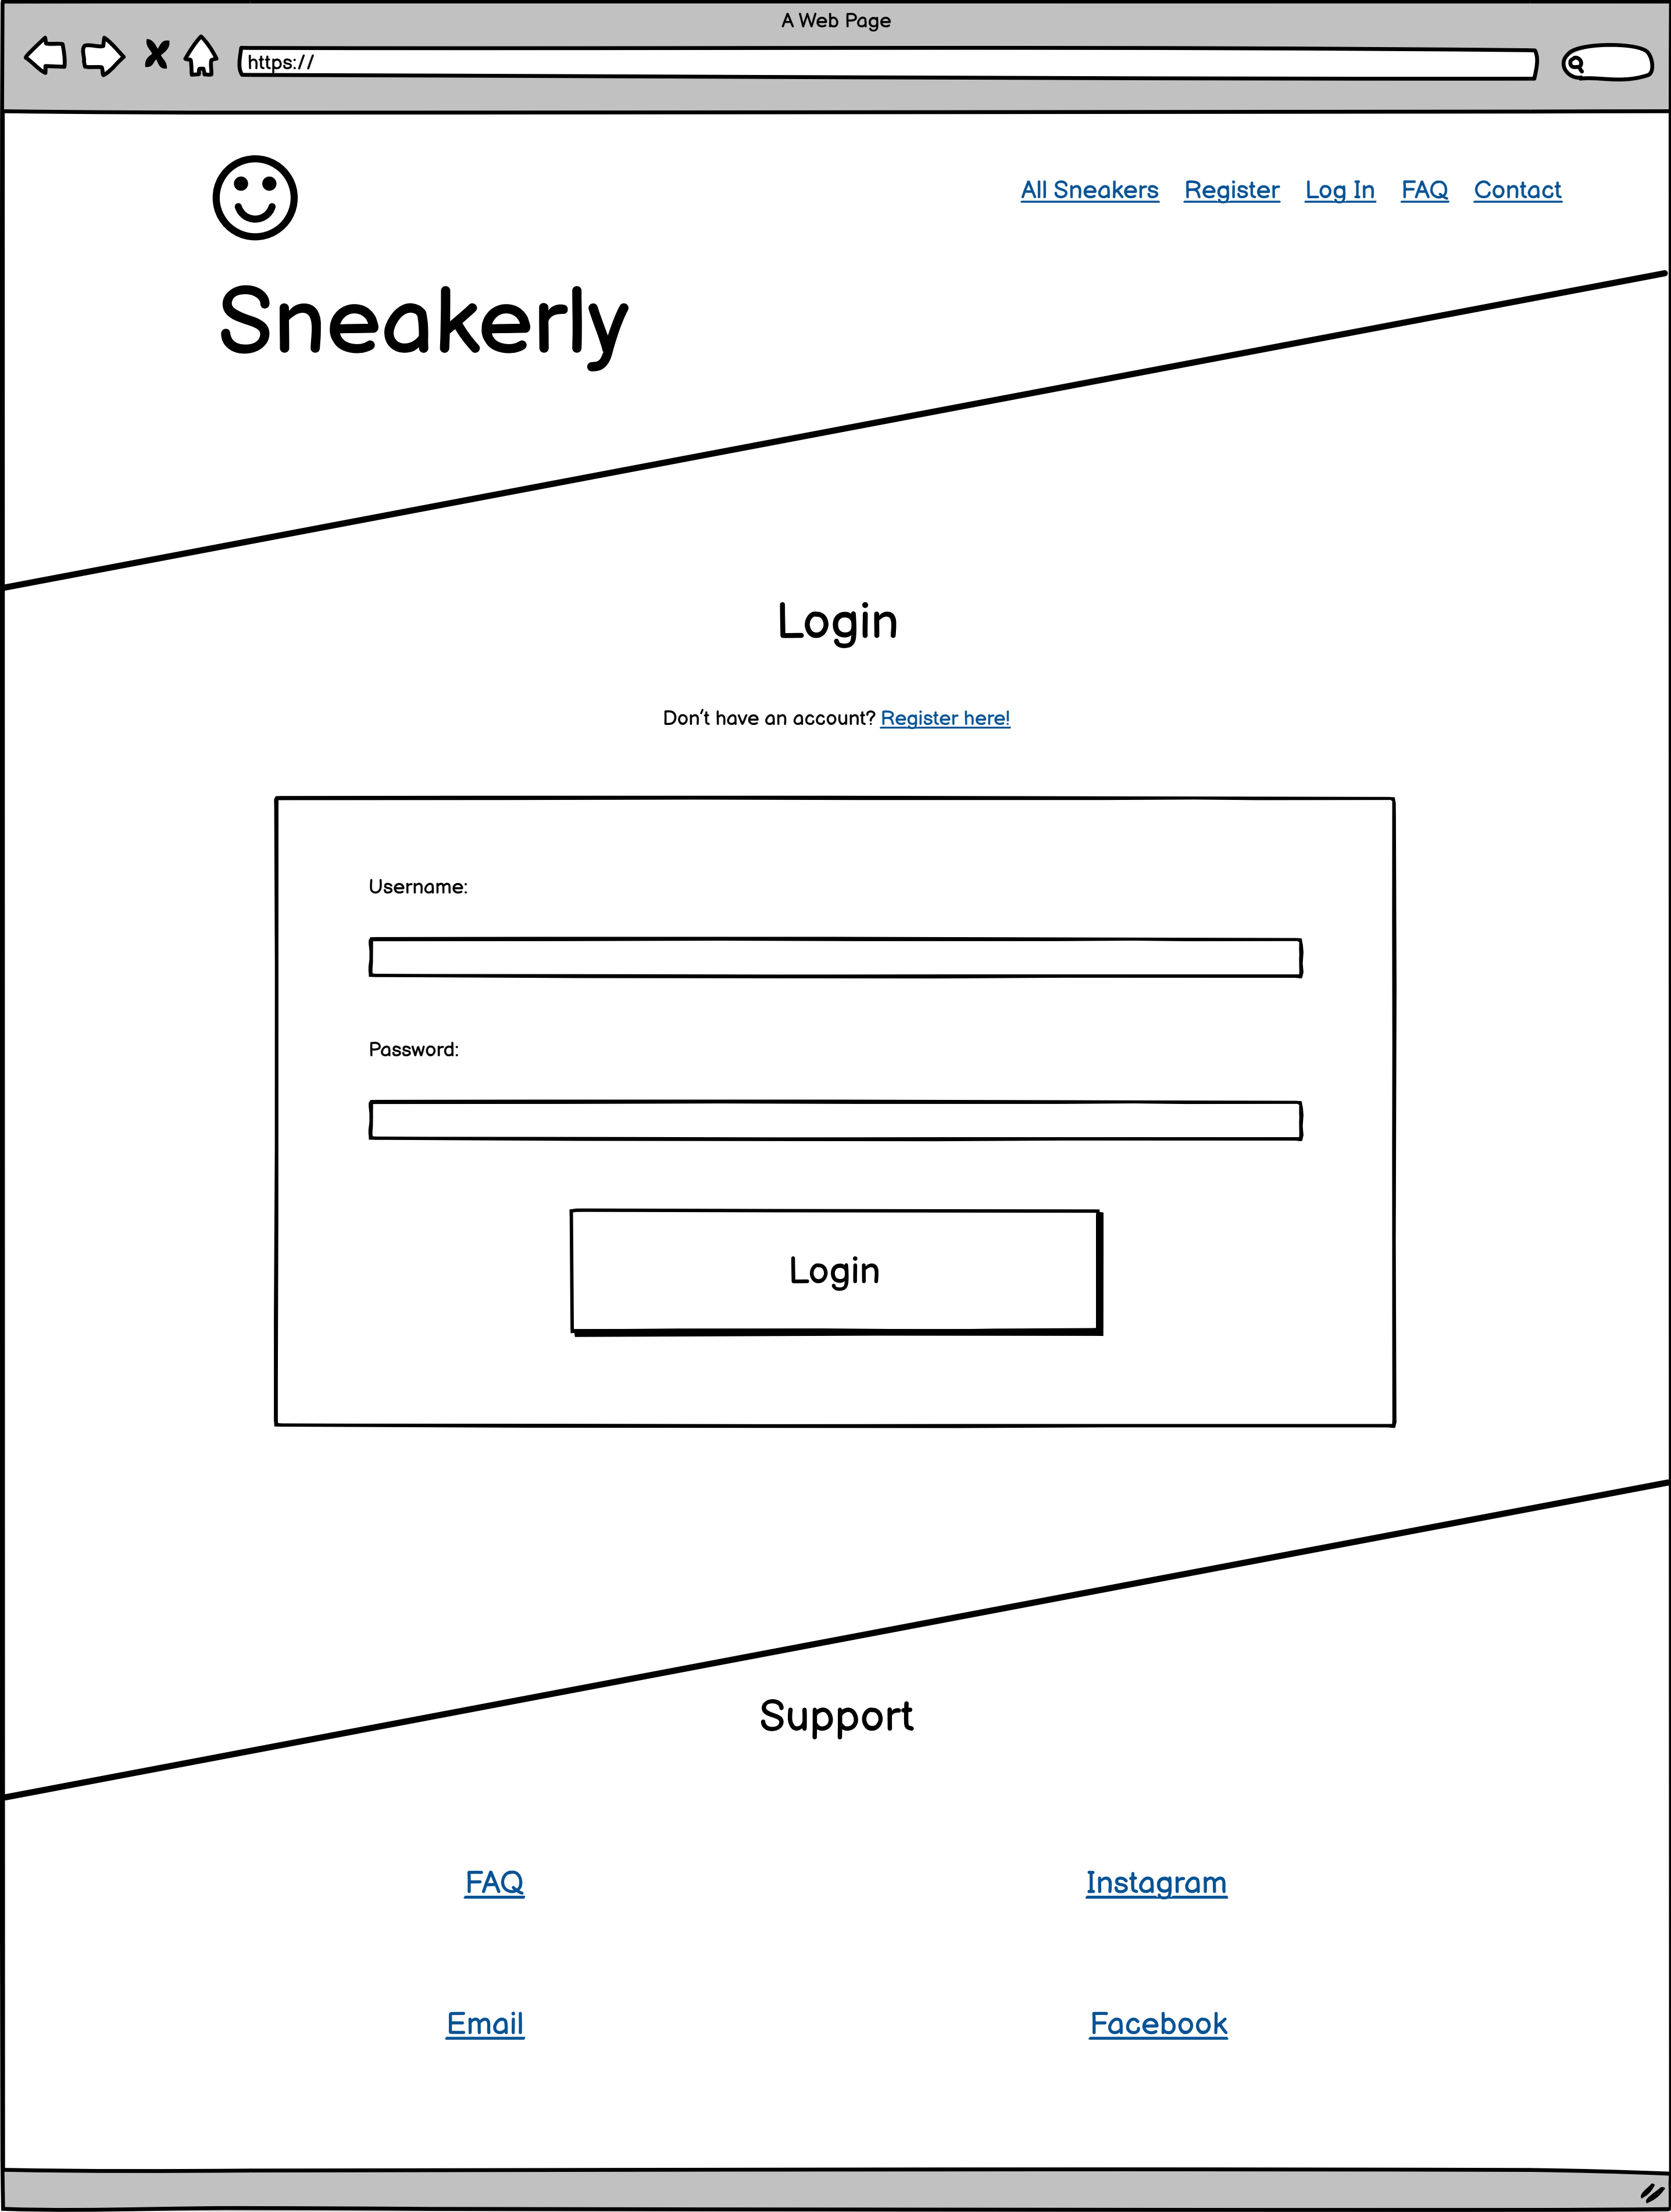 A Web Page
https://
All Sneakers Register Log In FAQ Contact
Sneakerly
Login
Don't have an account? Register here!
Username:
Password:
Login
Support
FAQ Instagram
Email Facebook